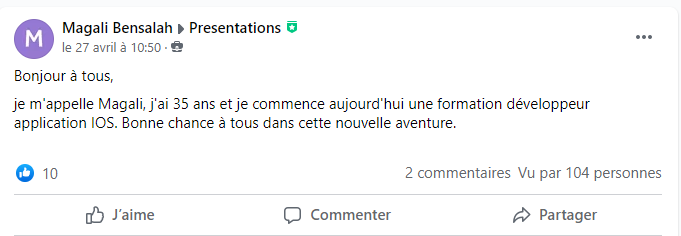 M
Magali Bensalah Presentations
le 27 avril à 10:50 ·
Bonjour à tous,
je m'appelle Magali, j'ai 35 ans et je commence aujourd'hui une formation développeur
application IOS. Bonne chance à tous dans cette nouvelle aventure.
10
2 commentaires Vu par 104 personnes
J'aime Commenter Partager